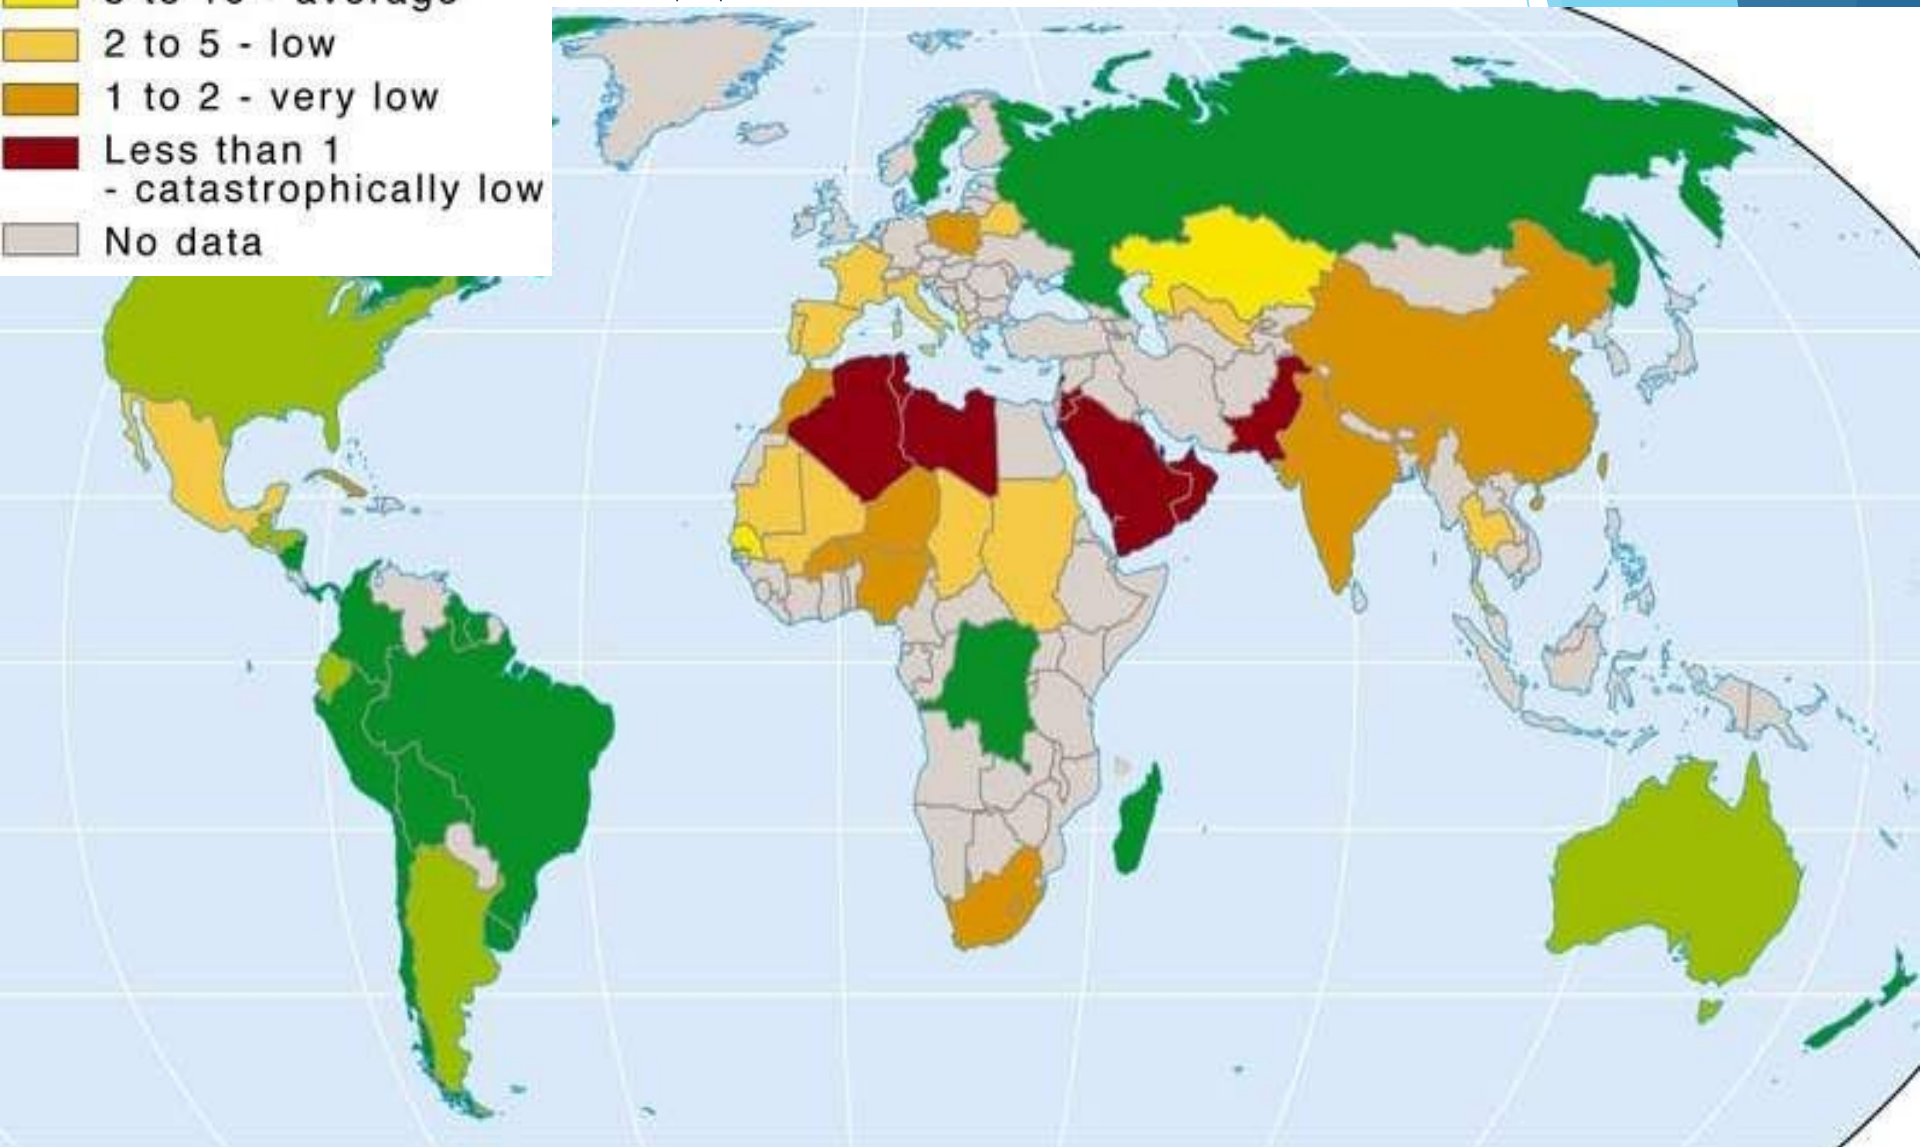 2 to 5 - low
1 to 2 - very low
Less than 1
- catastrophically low
No data